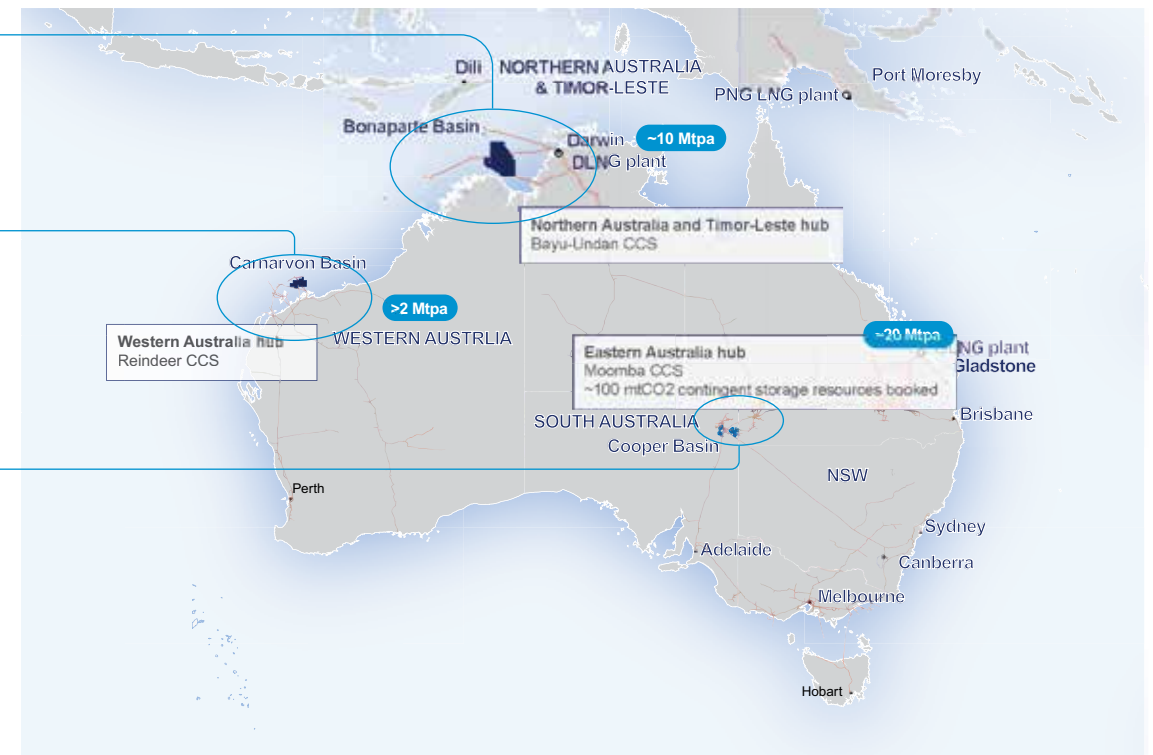 Dili
NORTHERN AUSTRALIA
& TIMOR-LESTE
Port Moresby
PNG LNG plant
Bonaparte Basin
Darwin
~10 Mtpa
DLNG plant
Northern Australia and Timor-Leste hub
Bayu-Undan CCS
Carnarvon Basin
>2 Mtpa
WESTERN AUSTRLIA
Western Australia hub
Reindeer CCS
~20 Mtpa
Eastern Australia hub
Moomba CCS
~100 mtCO2 contingent storage resources booked
LNG plant
Gladstone
SOUTH AUSTRALIA
Brisbane
Cooper Basin
NSW
Perth
Sydney
Adelaide
Canberra
Melbourne
Hobart